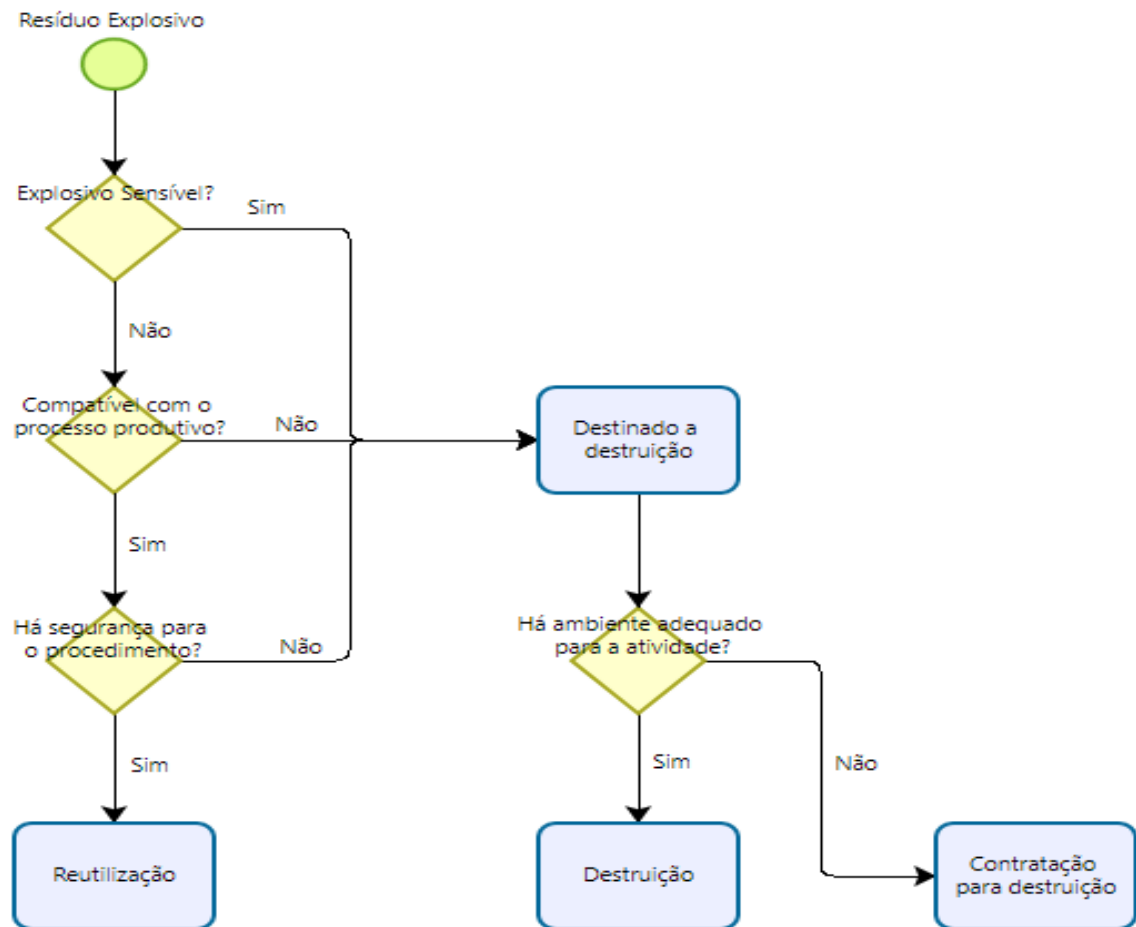 Resíduo Explosivo
Explosivo Sensível?
Sim
Não
Compatível com o
processo produtivo?
Não
Destinado a
destruição
Sim
Há segurança para
o procedimento?
Não
Há ambiente adequado
para a atividade?
Sim
Sim
Não
Reutilização
Destruição
Contratação
para destruição